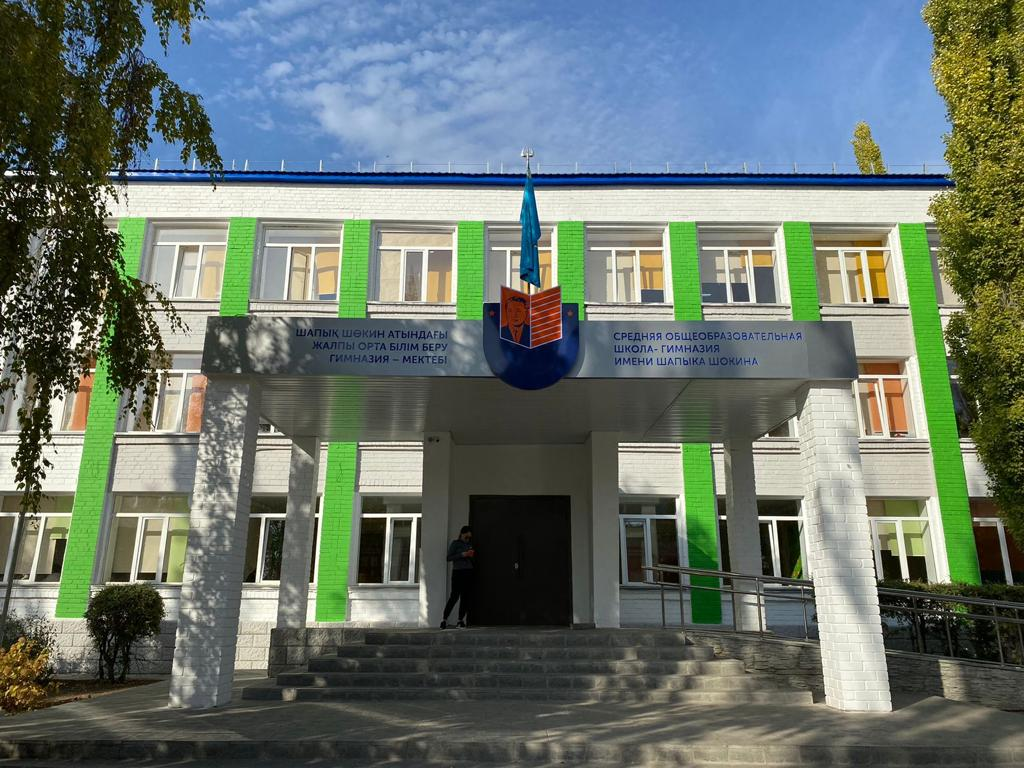 ШАПЫҚ ШӨКИН АТЫНДАҒЫ
ЖАЛПЫ ОРТА БІЛІМ БЕРУ
ГИМНАЗИЯ – МЕКТЕБІ
СРЕДНЯЯ ОБЩЕОБРАЗОВАТЕЛЬНАЯ
ШКОЛА- ГИМНАЗИЯ
ИМЕНИ ШАПЫКА ШОКИНА